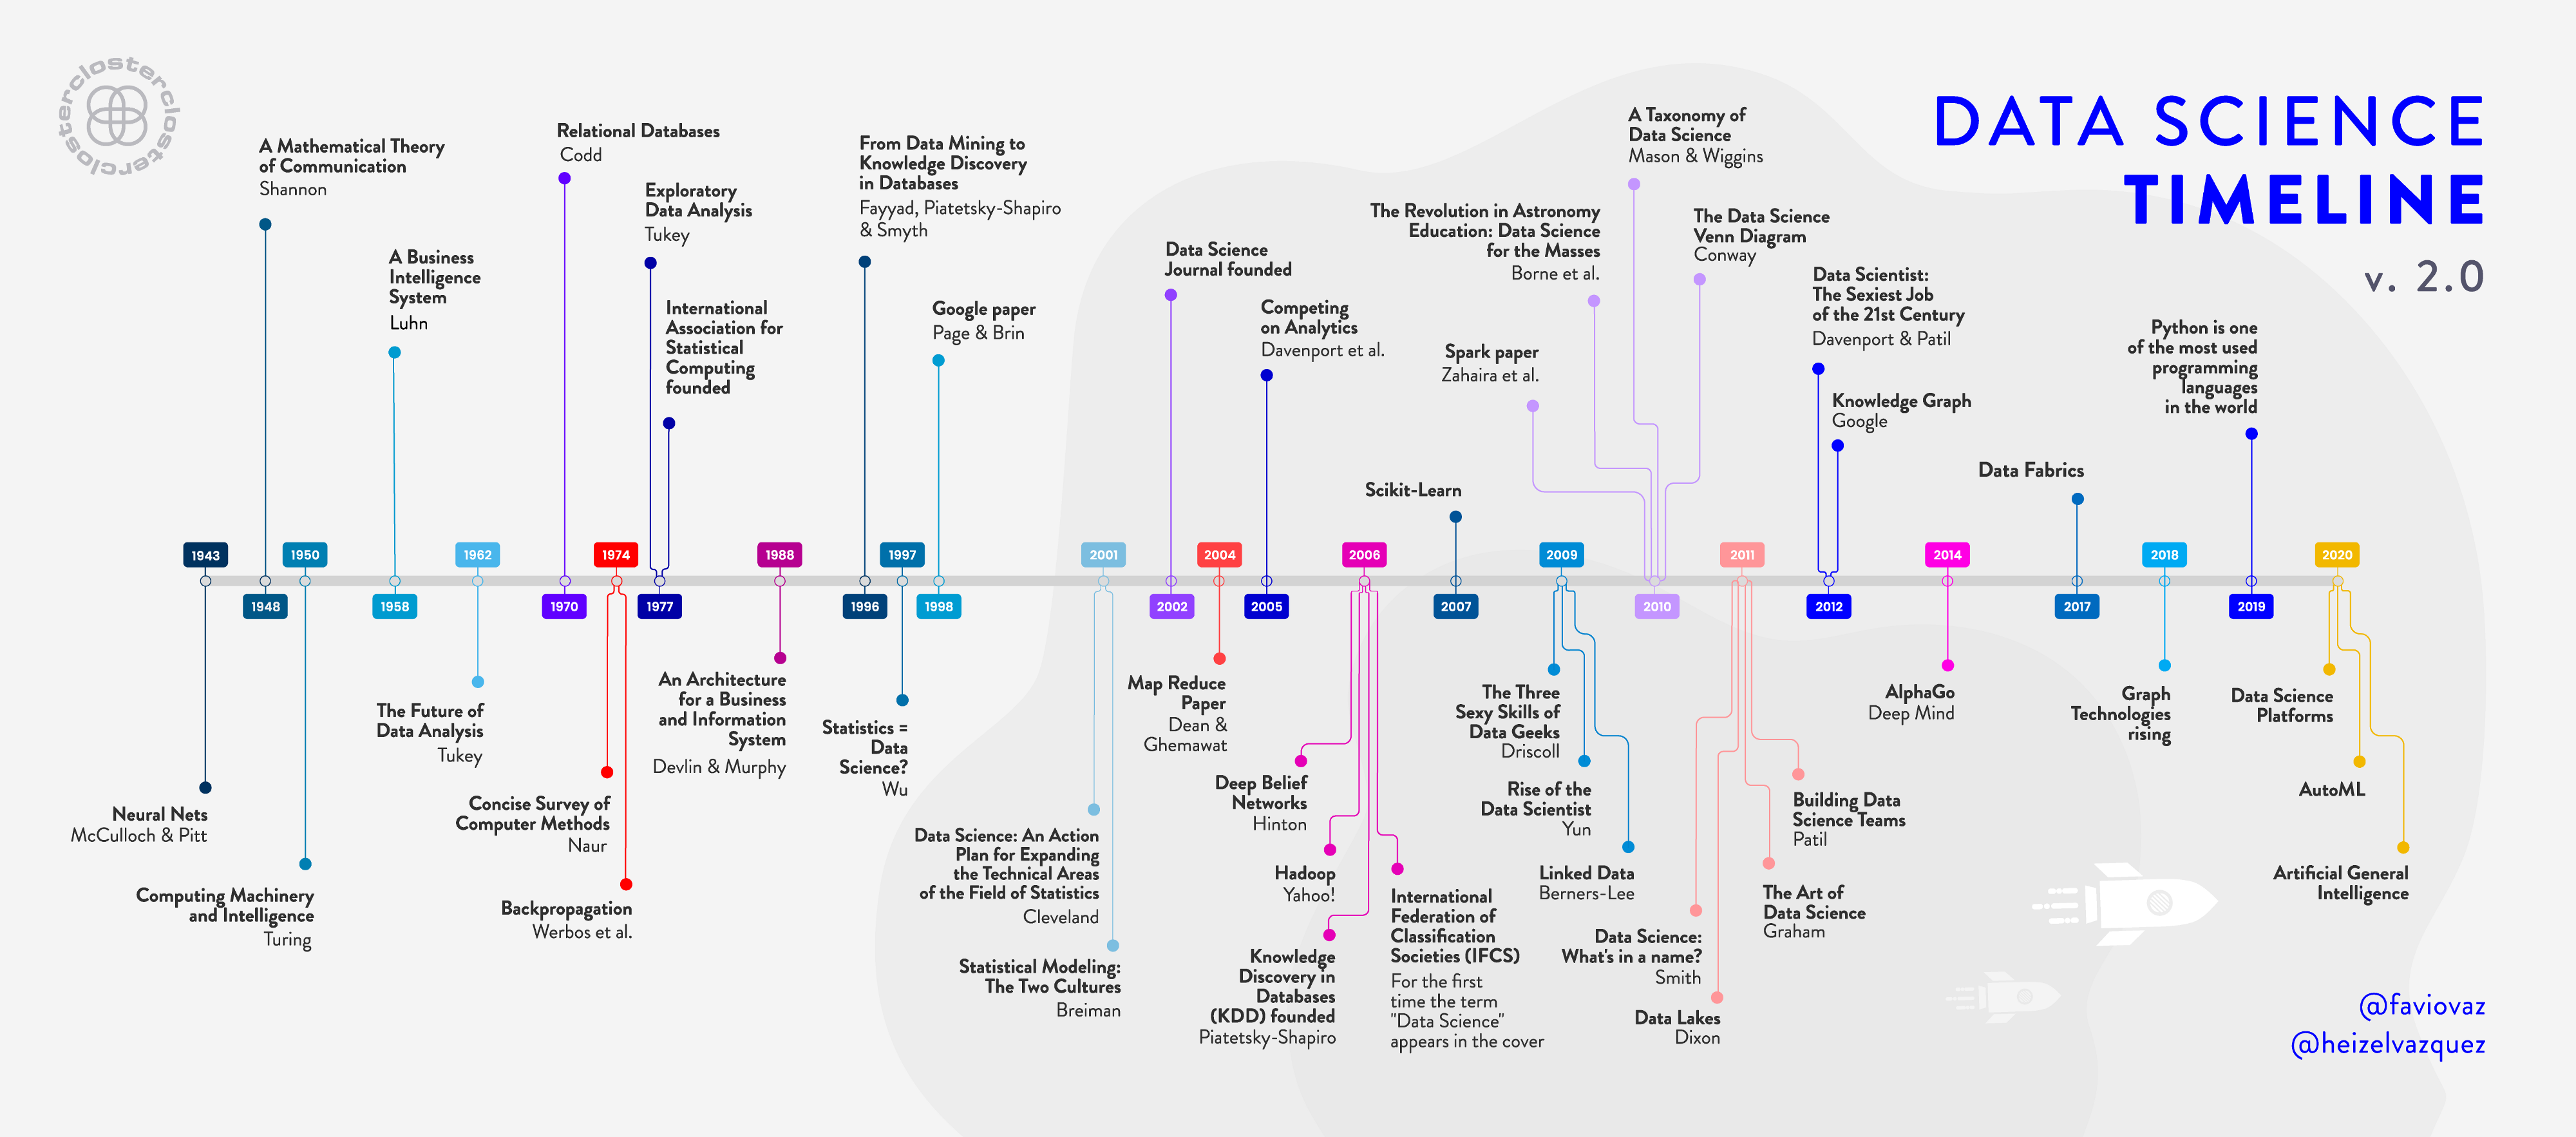 clostercloster
clostercloster
DATA SCIENCE
TIMELINE
v. 2.0
A Mathematical Theory
of Communication
Shannon
A Business
Intelligence
System
Luhn
Relational Databases
Codd
Exploratory
Data Analysis
Tukey
International
Association for
Statistical
Computing
founded
From Data Mining to
Knowledge Discovery
in Databases
Fayyad, Piatetsky-Shapiro
& Smyth
Google paper
Page & Brin
Data Science
Journal founded
Competing
on Analytics
Davenport et al.
Scikit-Learn
Spark paper
Zahaira et al.
The Revolution in Astronomy
Education: Data Science
for the Masses
Borne et al.
A Taxonomy of
Data Science
Mason & Wiggins
The Data Science
Venn Diagram
Conway
Data Scientist:
The Sexiest Job
of the 21st Century
Davenport & Patil
Knowledge Graph
Google
Data Fabrics
Python is one
of the most used
programming
languages
in the world
1943
1948
1950
1958
1962
1970
1974
1977
1988
1996
1997
1998
2001
2002
2004
2005
2006
2007
2009
2010
2011
2012
2014
2017
2018
2019
2020
Neural Nets
McCulloch & Pitt
Computing Machinery
and Intelligence
Turing
The Future of
Data Analysis
Tukey
Concise Survey of
Computer Methods
Naur
Backpropagation
Werbos et al.
An Architecture
for a Business
and Information
System
Devlin & Murphy
Statistics =
Data
Science?
Wu
Data Science: An Action
Plan for Expanding
the Technical Areas
of the Field of Statistics
Cleveland
Statistical Modeling:
The Two Cultures
Breiman
Map Reduce
Paper
Dean &
Ghemawat
Deep Belief
Networks
Hinton
Hadoop
Yahoo!
Knowledge
Discovery in
Databases
(KDD) founded
Piatetsky-Shapiro
International
Federation of
Classification
Societies (IFCS)
For the first
time the term
"Data Science"
appears in the cover
The Three
Sexy Skills of
Data Geeks
Driscoll
Rise of the
Data Scientist
Yun
Linked Data
Berners-Lee
Data Science:
What's in a name?
Smith
Data Lakes
Dixon
The Art of
Data Science
Graham
Building Data
Science Teams
Patil
AlphaGo
Deep Mind
Graph
Technologies
rising
Data Science
Platforms
AutoML
Artificial General
Intelligence
@faviovaz
@heizelvazquez